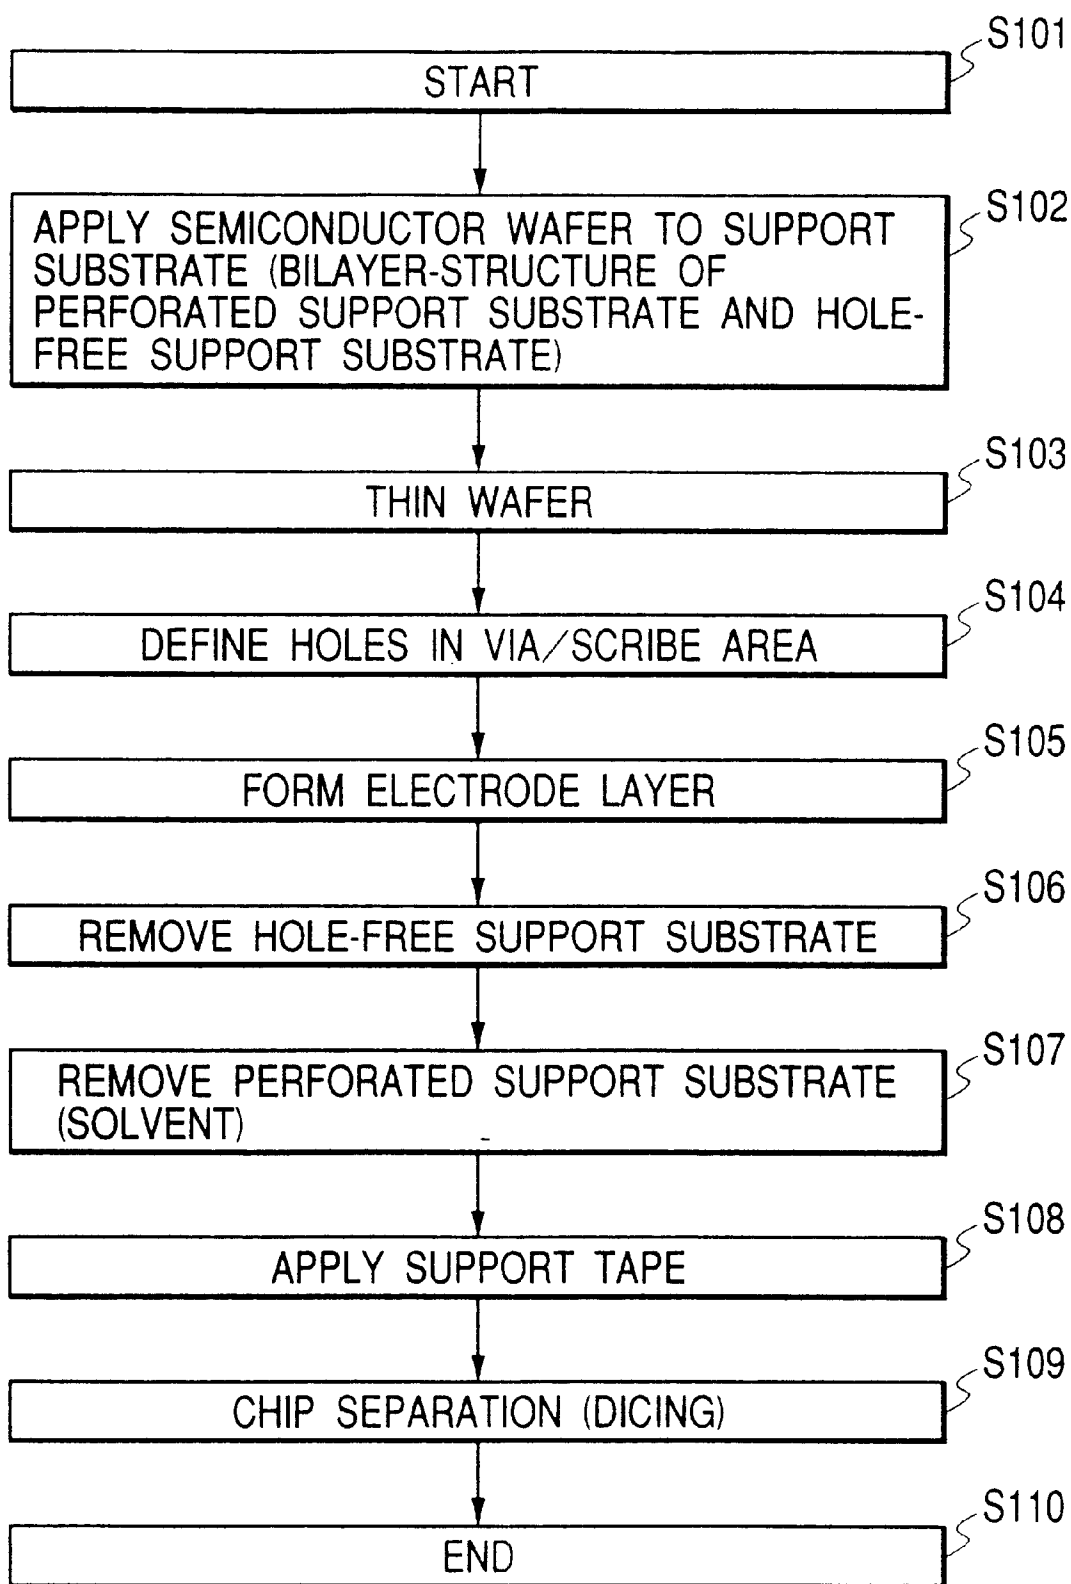 S101
START
S102
APPLY SEMICONDUCTOR WAFER TO SUPPORT
SUBSTRATE (BILAYER-STRUCTURE OF
PERFORATED SUPPORT SUBSTRATE AND HOLE-
FREE SUPPORT SUBSTRATE)
S103
THIN WAFER
S104
DEFINE HOLES IN VIA/SCRIBE AREA
S105
FORM ELECTRODE LAYER
S106
REMOVE HOLE-FREE SUPPORT SUBSTRATE
S107
REMOVE PERFORATED SUPPORT SUBSTRATE
(SOLVENT)
S108
APPLY SUPPORT TAPE
S109
CHIP SEPARATION (DICING)
S110
END